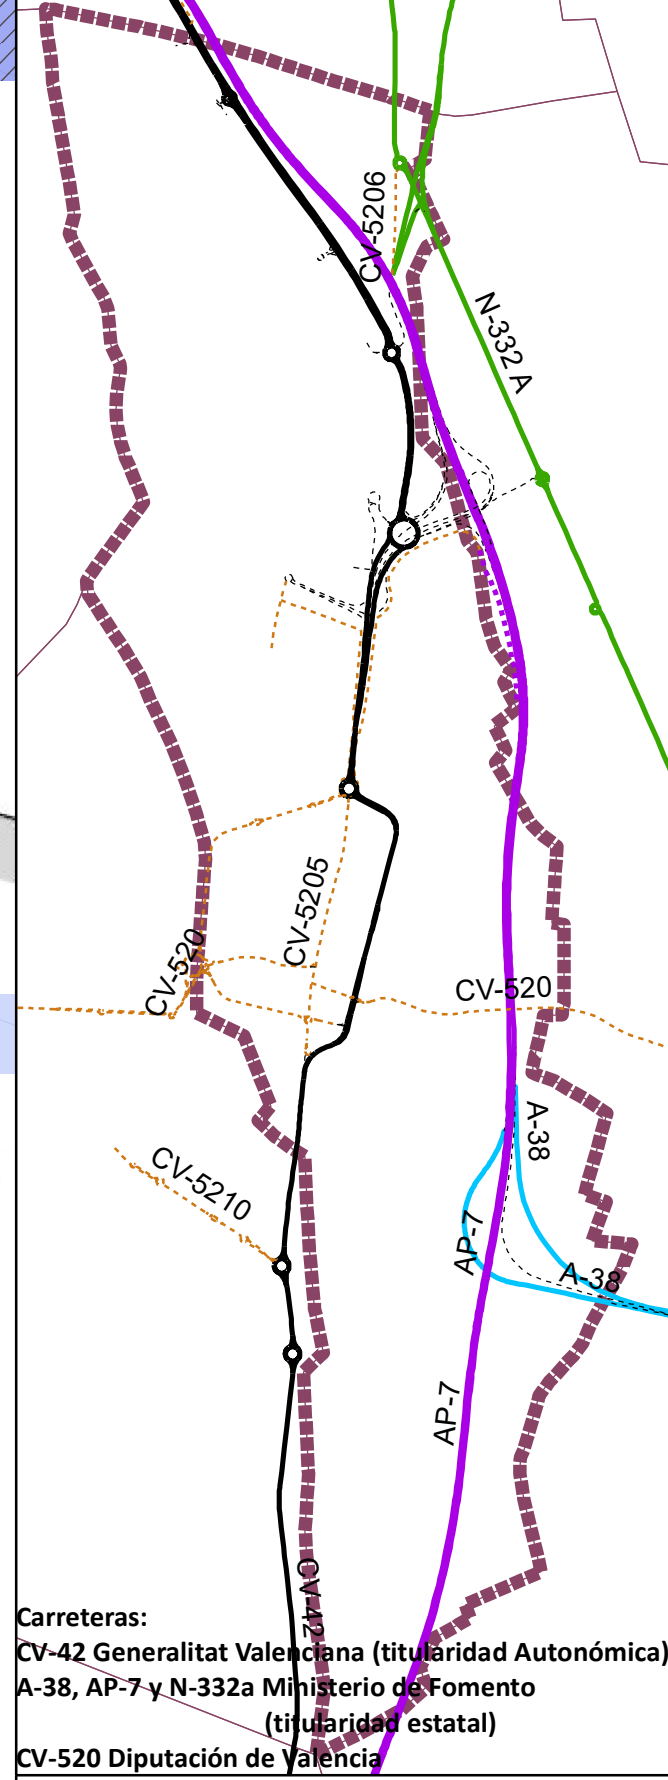 CV-5206
N-332 A
CV-5205
CV-520
CV-520
A-38
CV-5210
AP-7
A-38
AP-7
CV-42
Carreteras:
CV-42 Generalitat Valenciana (titularidad Autonómica)
A-38, AP-7 y N-332a Ministerio de Fomento
(titularidad estatal)
CV-520 Diputación de Valencia